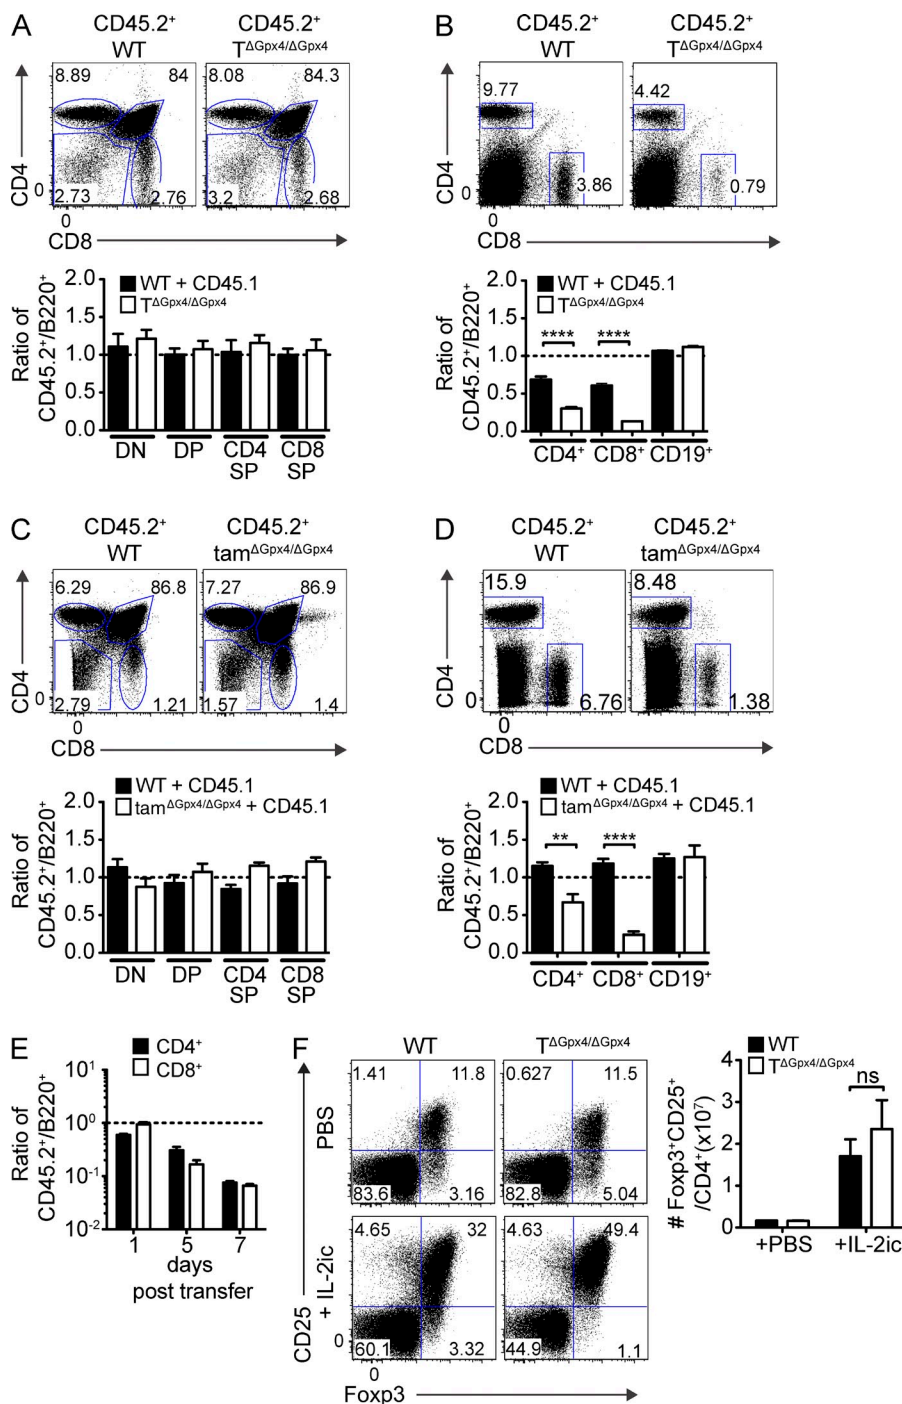 A
CD45.2⁺ WT
CD45.2⁺ T^ΔGpx4/ΔGpx4
8.89 84
2.73 2.76
8.08 84.3
3.2 2.68
CD4
0
0
CD8
2.0
1.5
1.0
0.5
0.0
Ratio of CD45.2⁺/B220⁺
WT + CD45.1
T^ΔGpx4/ΔGpx4
DN DP CD4 SP CD8 SP
B
CD45.2⁺ WT
CD45.2⁺ T^ΔGpx4/ΔGpx4
9.77
3.86
4.42
0.79
CD4
0
0
CD8
2.0
1.5
1.0
0.5
0.0
Ratio of CD45.2⁺/B220⁺
WT + CD45.1
T^ΔGpx4/ΔGpx4
**** ****
CD4⁺ CD8⁺ CD19⁺
C
CD45.2⁺ WT
CD45.2⁺ tam^ΔGpx4/ΔGpx4
6.29 86.8
2.79 1.21
7.27 86.9
1.57 1.4
CD4
0
0
CD8
2.0
1.5
1.0
0.5
0.0
Ratio of CD45.2⁺/B220⁺
WT + CD45.1
tam^ΔGpx4/ΔGpx4 + CD45.1
DN DP CD4 SP CD8 SP
D
CD45.2⁺ WT
CD45.2⁺ tam^ΔGpx4/ΔGpx4
15.9
6.76
8.48
1.38
CD4
0
0
CD8
2.0
1.5
1.0
0.5
0.0
Ratio of CD45.2⁺/B220⁺
WT + CD45.1
tam^ΔGpx4/ΔGpx4 + CD45.1
** ****
CD4⁺ CD8⁺ CD19⁺
E
CD4⁺
CD8⁺
10¹
10⁰
10⁻¹
10⁻²
Ratio of CD45.2⁺/B220⁺
1 5 7
days
post transfer
F
WT
T^ΔGpx4/ΔGpx4
PBS
1.41 11.8
83.6 3.16
0.627 11.5
82.8 5.04
+ IL-2ic
4.65 32
60.1 3.32
4.63 49.4
44.9 1.1
CD25
0
0
Foxp3
WT
T^ΔGpx4/ΔGpx4
4
3
2
1
0
# Foxp3⁺CD25⁺
/CD4⁺(x10⁷)
ns
+PBS +IL-2ic